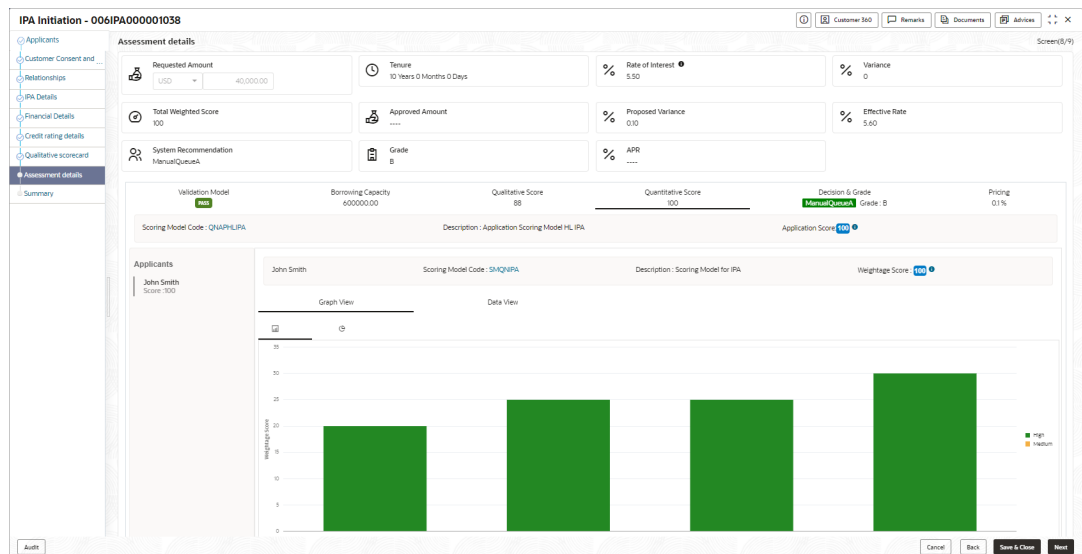 IPA Initiation - 006IPA000001038
Customer 360 Remarks Documents Advices
Applicants
Customer Consent and ...
Relationships
IPA Details
Financial Details
Credit rating details
Qualitative scorecard
Assessment details
Summary
Assessment details Screen(8/9)
Requested Amount
USD 40,000.00
Tenure
10 Years 0 Months 0 Days
Rate of Interest
5.50
Variance
0
Total Weighted Score
100
Approved Amount
----
Proposed Variance
0.10
Effective Rate
5.60
System Recommendation
ManualQueueA
Grade
B
APR
----
Validation Model
PASS
Borrowing Capacity
600000.00
Qualitative Score
88
Quantitative Score
100
Decision & Grade
ManualQueueA Grade : B
Pricing
0.1 %
Scoring Model Code : QNAPHLIPA Description : Application Scoring Model HL IPA Application Score 100
Applicants
John Smith
Score :100
John Smith Scoring Model Code : SMQNIPA Description : Scoring Model for IPA Weightage Score : 100
Graph View Data View
Weightage Score
35
30
25
20
15
10
5
0
High
Medium
Audit Cancel Back Save & Close Next